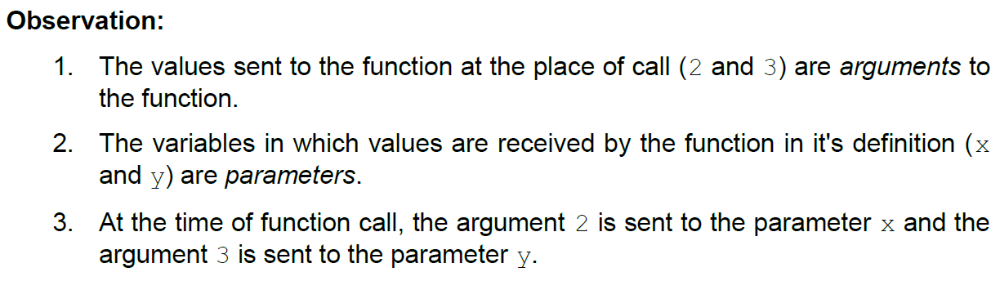 Observation:
1. The values sent to the function at the place of call (2 and 3) are arguments to
the function.
2. The variables in which values are received by the function in it's definition (x
and y) are parameters.
3. At the time of function call, the argument 2 is sent to the parameter x and the
argument 3 is sent to the parameter y.